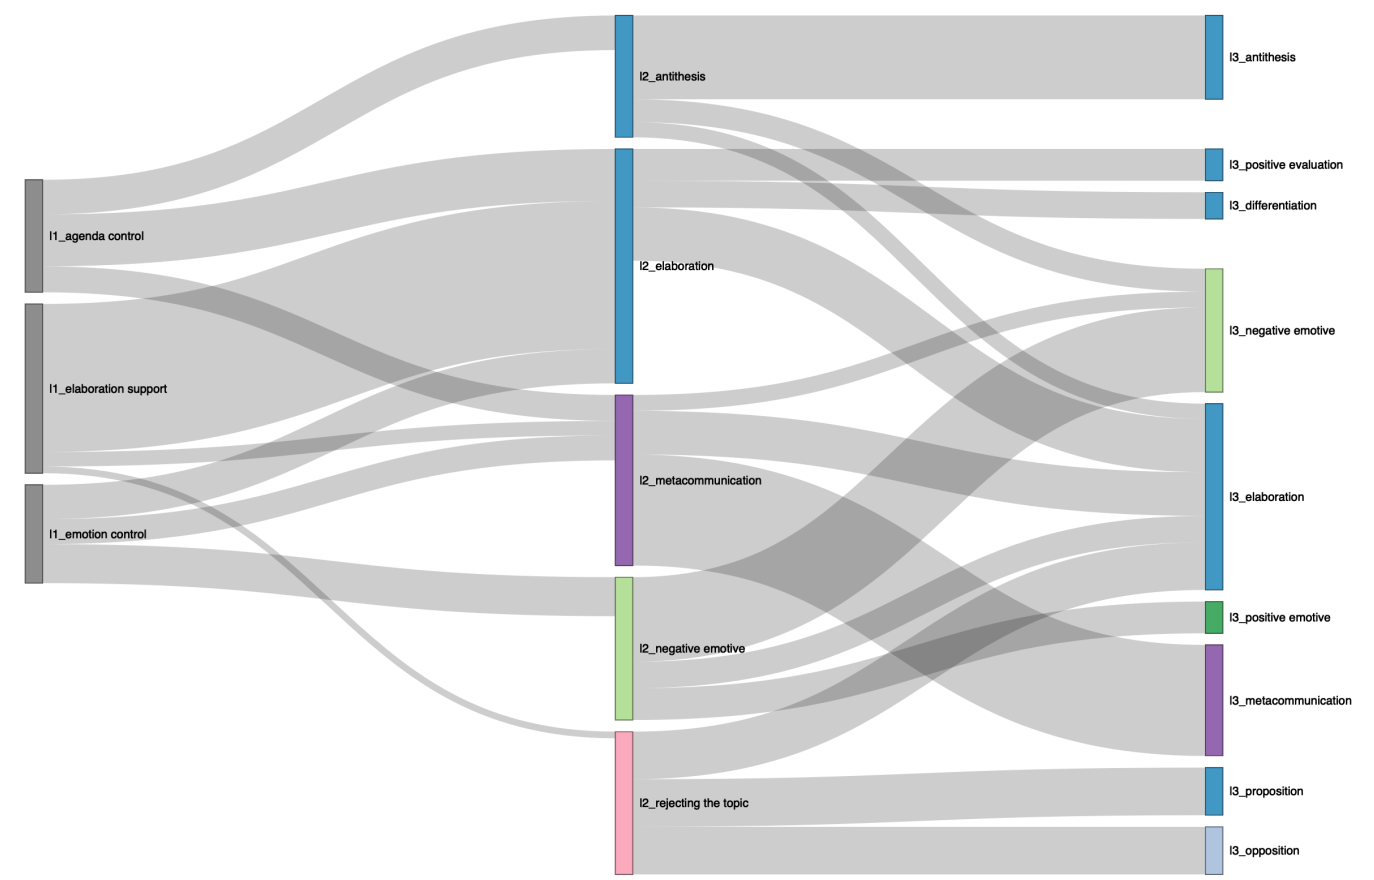 l1_agenda control
l1_elaboration support
l1_emotion control
l2_antithesis
l2_elaboration
l2_metacommunication
l2_negative emotive
l2_rejecting the topic
l3_antithesis
l3_positive evaluation
l3_differentiation
l3_negative emotive
l3_elaboration
l3_positive emotive
l3_metacommunication
l3_proposition
l3_opposition